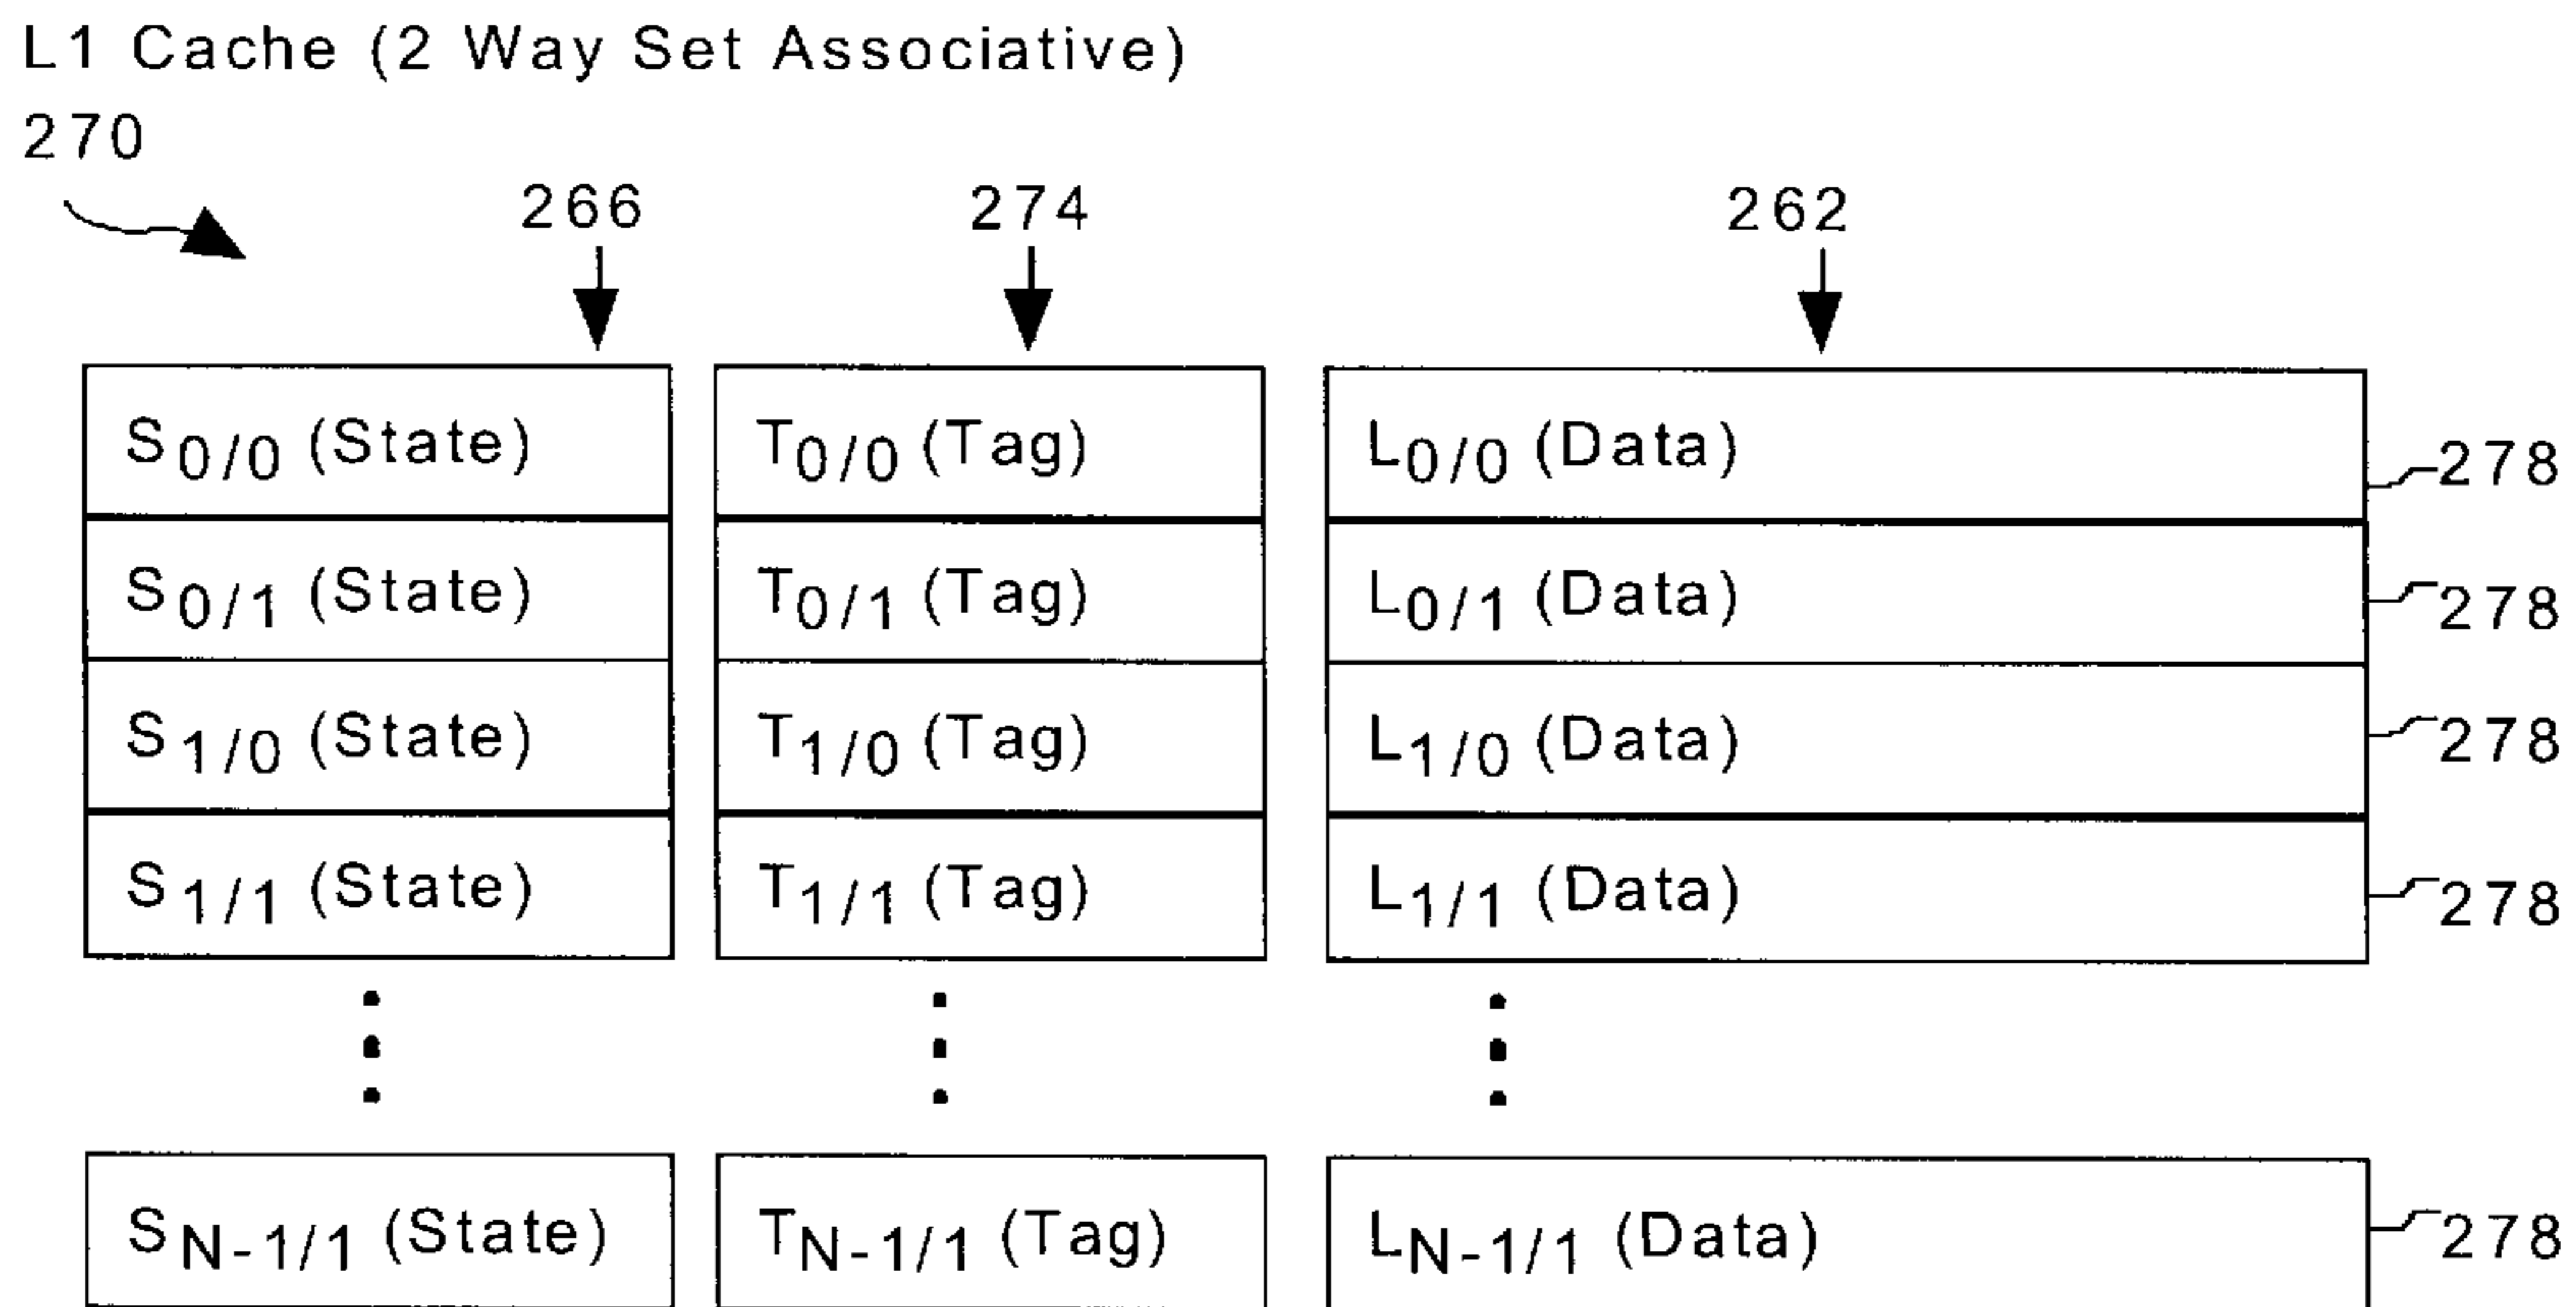 L1 Cache (2 Way Set Associative)
270
266 274 262
S0/0 (State) T0/0 (Tag) L0/0 (Data) 278
S0/1 (State) T0/1 (Tag) L0/1 (Data) 278
S1/0 (State) T1/0 (Tag) L1/0 (Data) 278
S1/1 (State) T1/1 (Tag) L1/1 (Data) 278
SN-1/1 (State) TN-1/1 (Tag) LN-1/1 (Data) 278